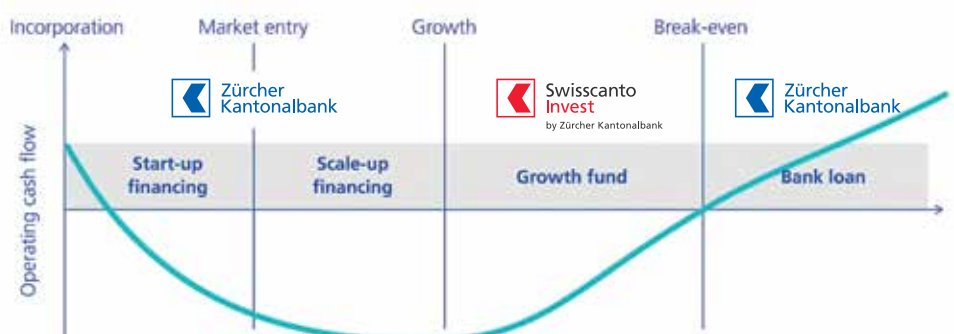 Incorporation Market entry Growth Break-even
Zürcher
Kantonalbank
Swisscanto
Invest
by Zürcher Kantonalbank
Zürcher
Kantonalbank
Operating cash flow
Start-up
financing
Scale-up
financing
Growth fund
Bank loan